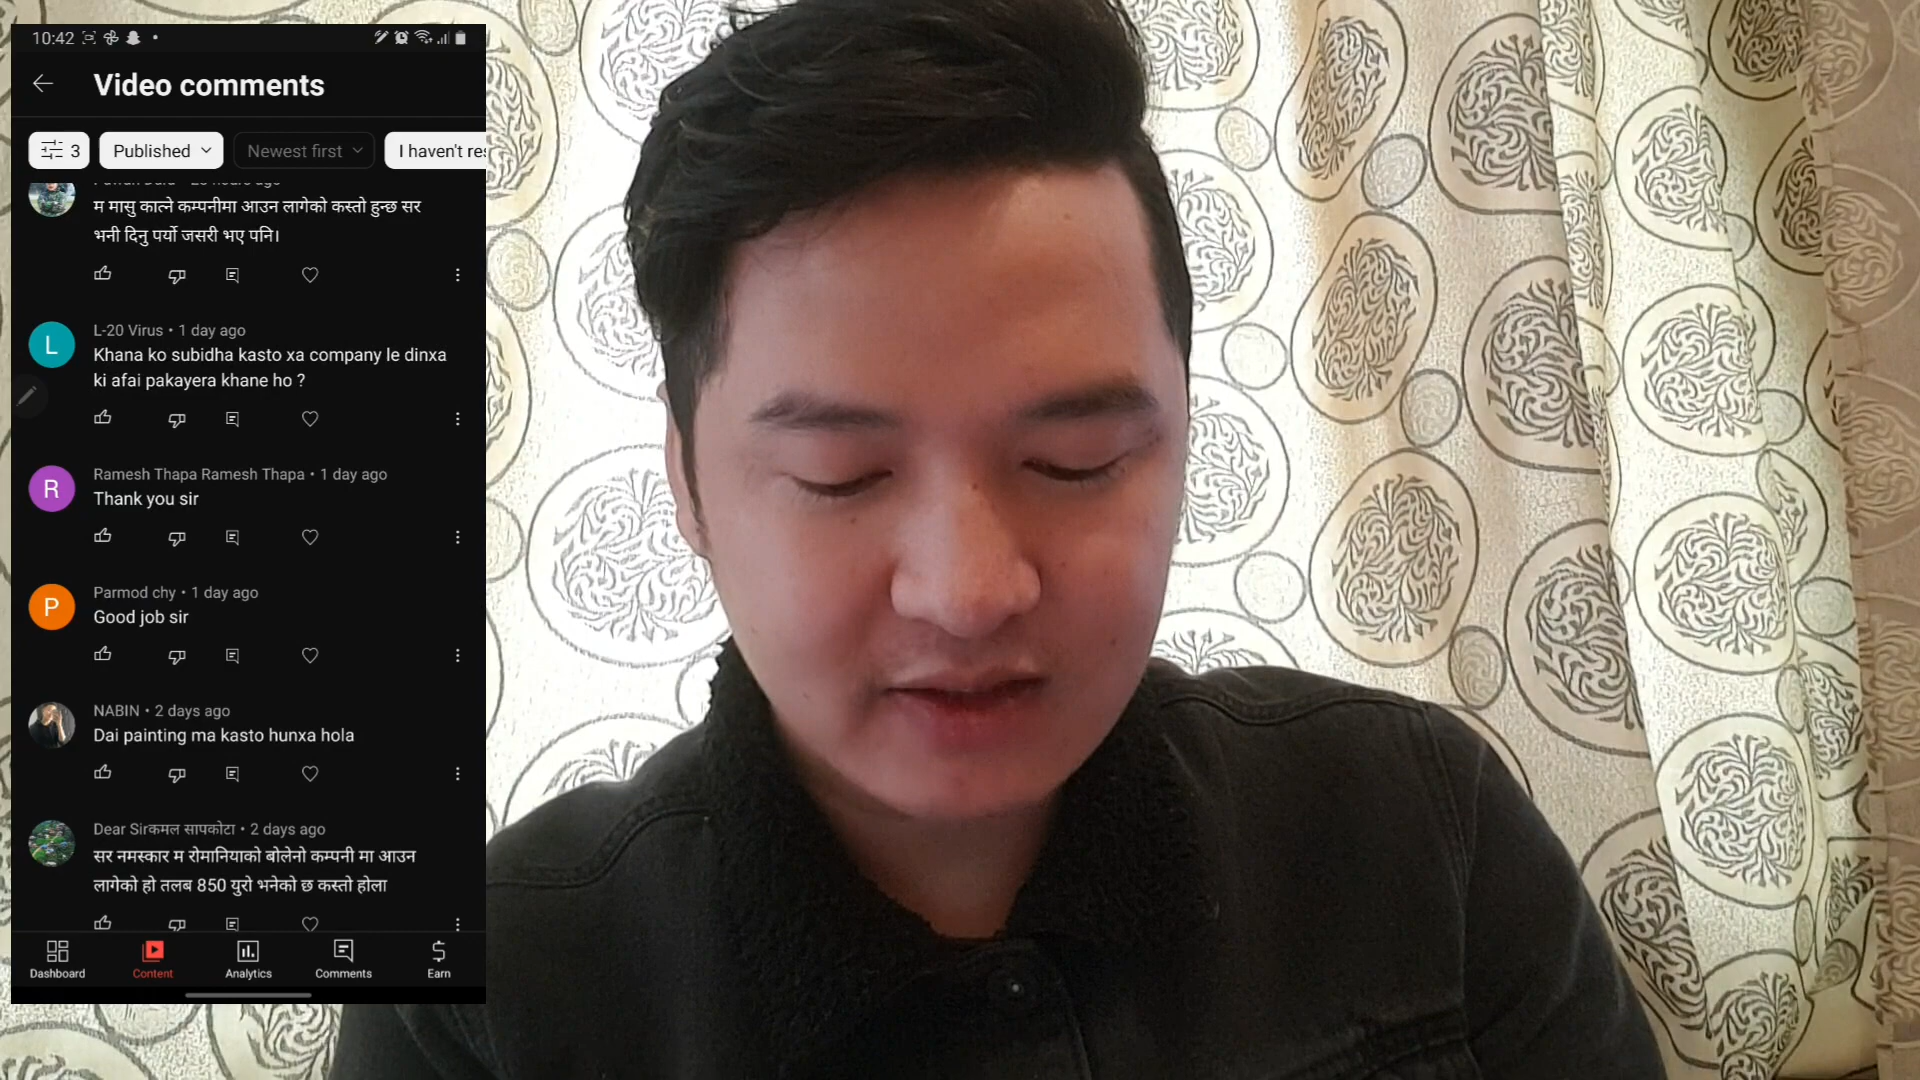 10:42
Video comments
3
Published
Newest first
I haven't res
म मासु काट्ने कम्पनीमा आउन लागेको कस्तो हुन्छ सर
भनी दिनु पर्यो जसरी भए पनि।
L-20 Virus • 1 day ago
Khana ko subidha kasto xa company le dinxa
ki afai pakayera khane ho ?
Ramesh Thapa Ramesh Thapa • 1 day ago
Thank you sir
Parmod chy • 1 day ago
Good job sir
NABIN • 2 days ago
Dai painting ma kasto hunxa hola
Dear Sirकमल सापकोटा • 2 days ago
सर नमस्कार म रोमानियाको बोलेनो कम्पनी मा आउन
लागेको हो तलब 850 युरो भनेको छ कस्तो होला
Dashboard
Content
Analytics
Comments
Earn